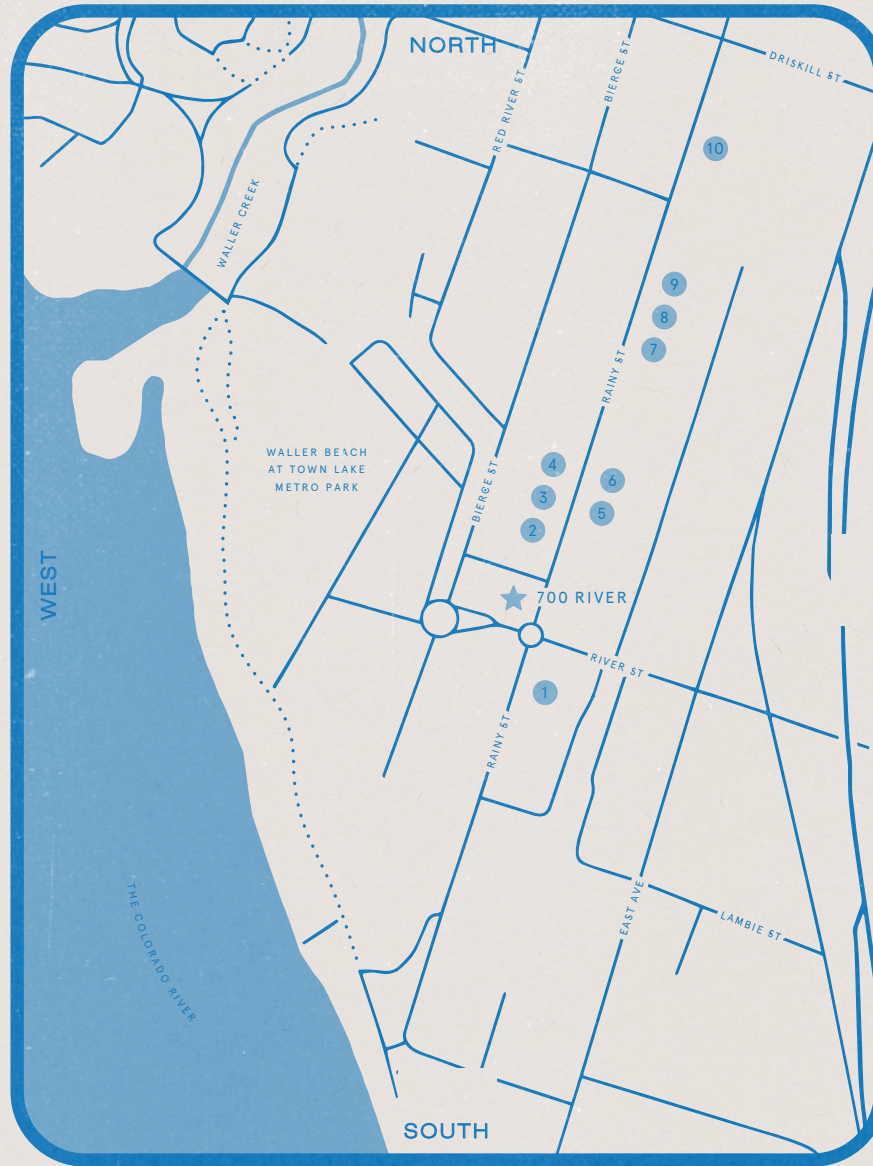 NORTH
DRISKILL ST
BIERCE ST
RED RIVER ST
10
WALLER CREEK
9
8
7
RAINY ST
WALLER BEACH
AT TOWN LAKE
METRO PARK
4
6
3
5
2
BIERCE ST
WEST
700 RIVER
RIVER ST
1
RAINY ST
THE COLORADO RIVER
EAST AVE
LAMBIE ST
SOUTH